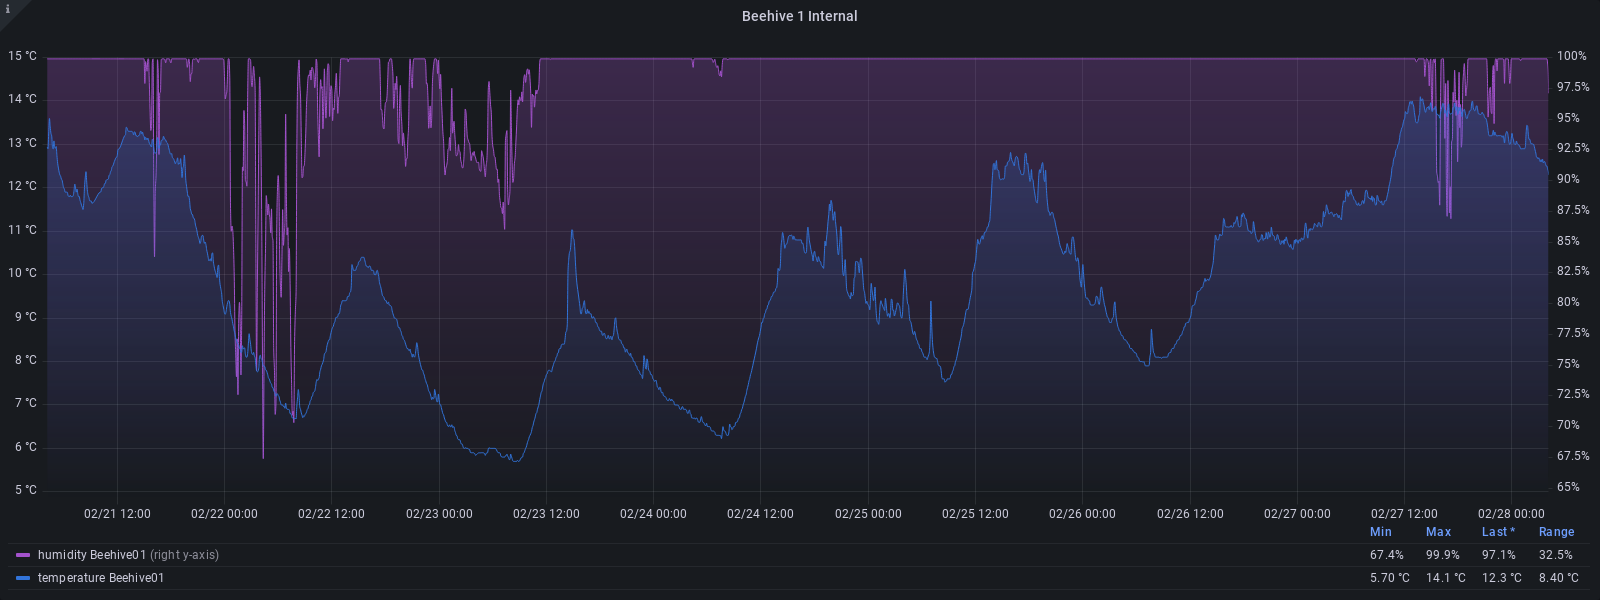 i
Beehive 1 Internal
15 °C 100%
14 °C 97.5%
13 °C 95%
12 °C 92.5%
11 °C 90%
10 °C 87.5%
9 °C 85%
8 °C 82.5%
7 °C 80%
6 °C 77.5%
5 °C 75%
72.5%
70%
67.5%
65%
02/21 12:00 02/22 00:00 02/22 12:00 02/23 00:00 02/23 12:00 02/24 00:00 02/24 12:00 02/25 00:00 02/25 12:00 02/26 00:00 02/26 12:00 02/27 00:00 02/27 12:00 02/28 00:00
Min Max Last * Range
humidity Beehive01 (right y-axis) 67.4% 99.9% 97.1% 32.5%
temperature Beehive01 5.70 °C 14.1 °C 12.3 °C 8.40 °C